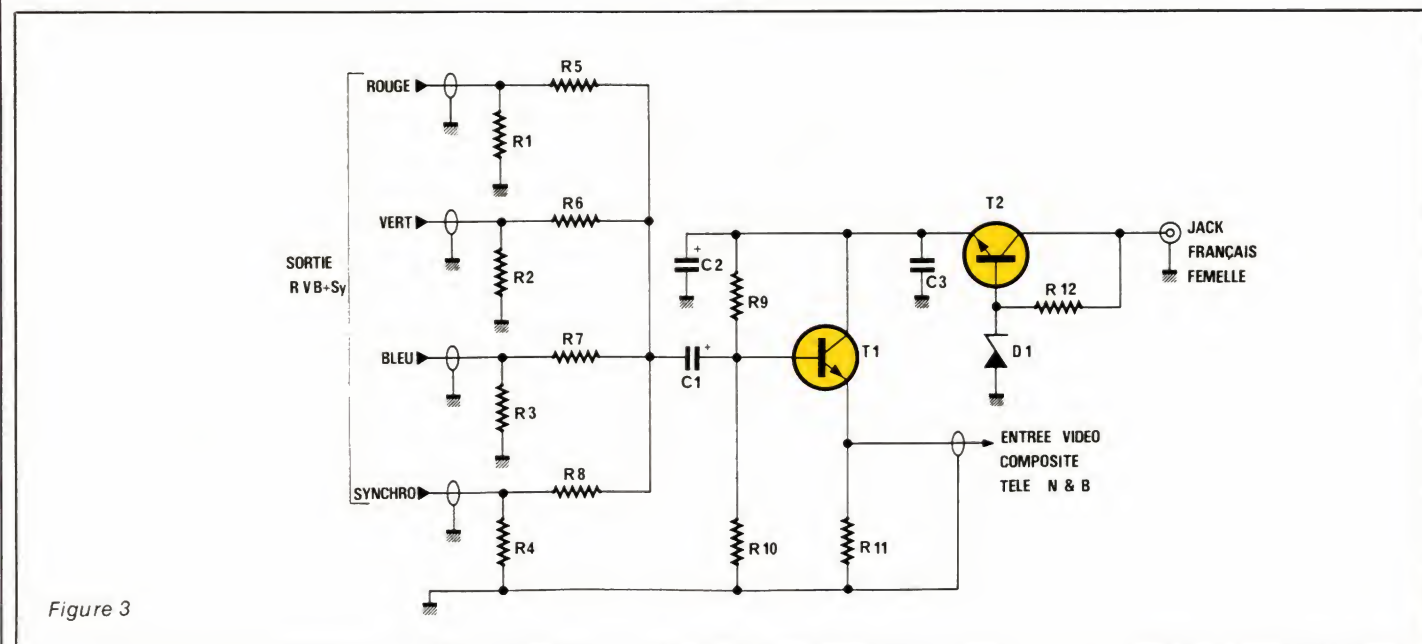 ROUGE
R5
R1
VERT
R6
R2
SORTIE
R V B+Sy
BLEU
R7
R3
SYNCHRO
R8
R4
+
C2
R9
C1
+
R10
T1
R11
C3
T2
R 12
D1
JACK
FRANÇAIS
FEMELLE
ENTREE VIDEO
COMPOSITE
TELE N & B
Figure 3